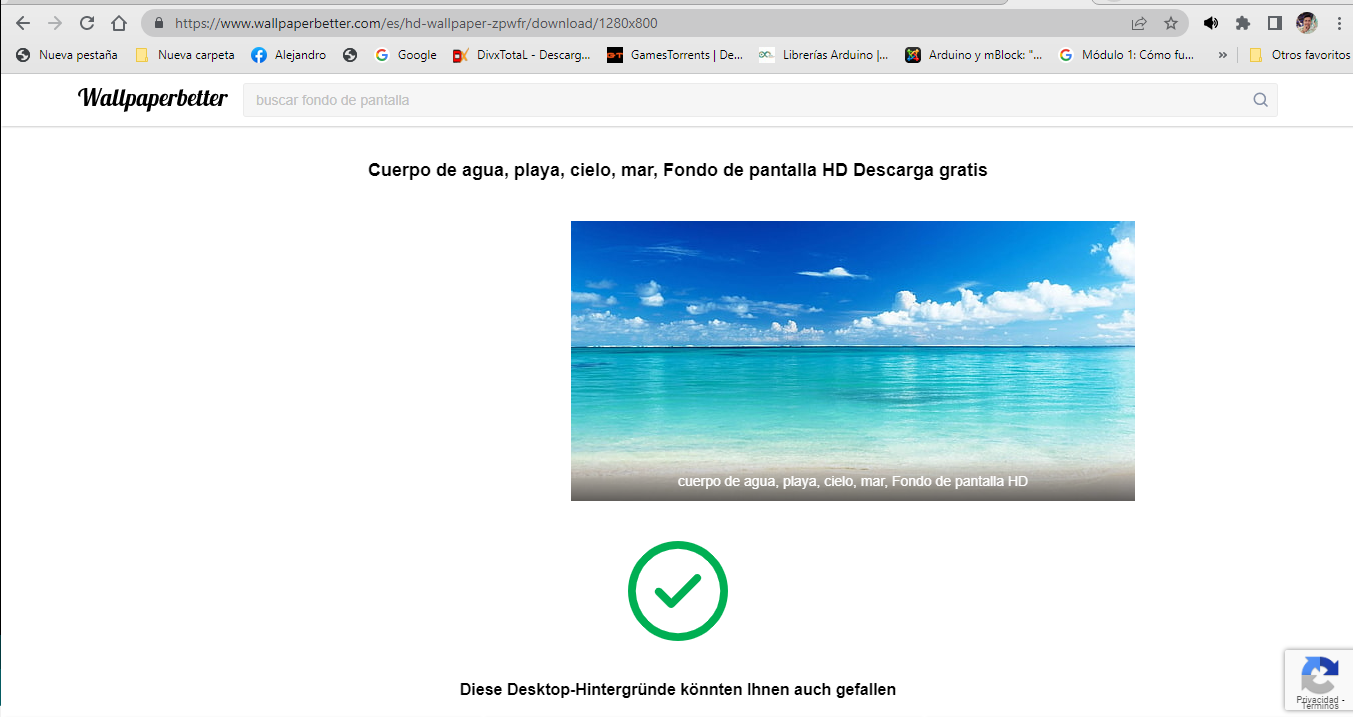 https://www.wallpaperbetter.com/es/hd-wallpaper-zpwfr/download/1280x800
Nueva pestaña Nueva carpeta Alejandro Google DivxTotaL - Descarg... GamesTorrents | De... Librerías Arduino |... Arduino y mBlock: "... Módulo 1: Cómo fu... » Otros favoritos
Wallpaperbetter buscar fondo de pantalla
Cuerpo de agua, playa, cielo, mar, Fondo de pantalla HD Descarga gratis
cuerpo de agua, playa, cielo, mar, Fondo de pantalla HD
Diese Desktop-Hintergründe könnten Ihnen auch gefallen
Privacidad -
Términos